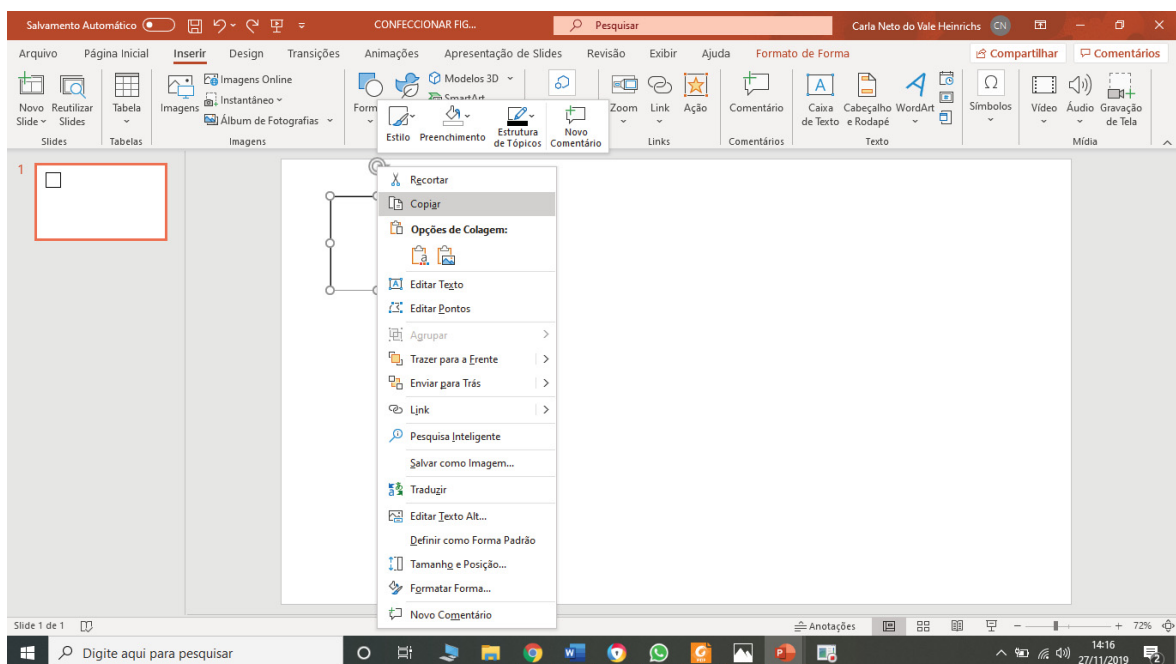 Salvamento Automático CONFECCIONAR FIG... Pesquisar Carla Neto do Vale Heinrichs CN
Arquivo Página Inicial Inserir Design Transições Animações Apresentação de Slides Revisão Exibir Ajuda Formato de Forma Compartilhar Comentários
Novo Slide
Reutilizar Slides
Tabela
Imagens
Imagens Online
Instantâneo
Álbum de Fotografias
Form
Modelos 3D
SmartArt
Zoom
Link
Ação
Comentário
Caixa de Texto
Cabeçalho e Rodapé
WordArt
Símbolos
Vídeo
Áudio
Gravação de Tela
Slides Tabelas Imagens Links Comentários Texto Mídia
Estilo
Preenchimento
Estrutura de Tópicos
Novo Comentário
1
Recortar
Copiar
Opções de Colagem:
Editar Texto
Editar Pontos
Agrupar
Trazer para a Frente
Enviar para Trás
Link
Pesquisa Inteligente
Salvar como Imagem...
Traduzir
Editar Texto Alt...
Definir como Forma Padrão
Tamanho e Posição...
Formatar Forma...
Novo Comentário
Slide 1 de 1 Anotações 72%
Digite aqui para pesquisar
14:16
27/11/2019